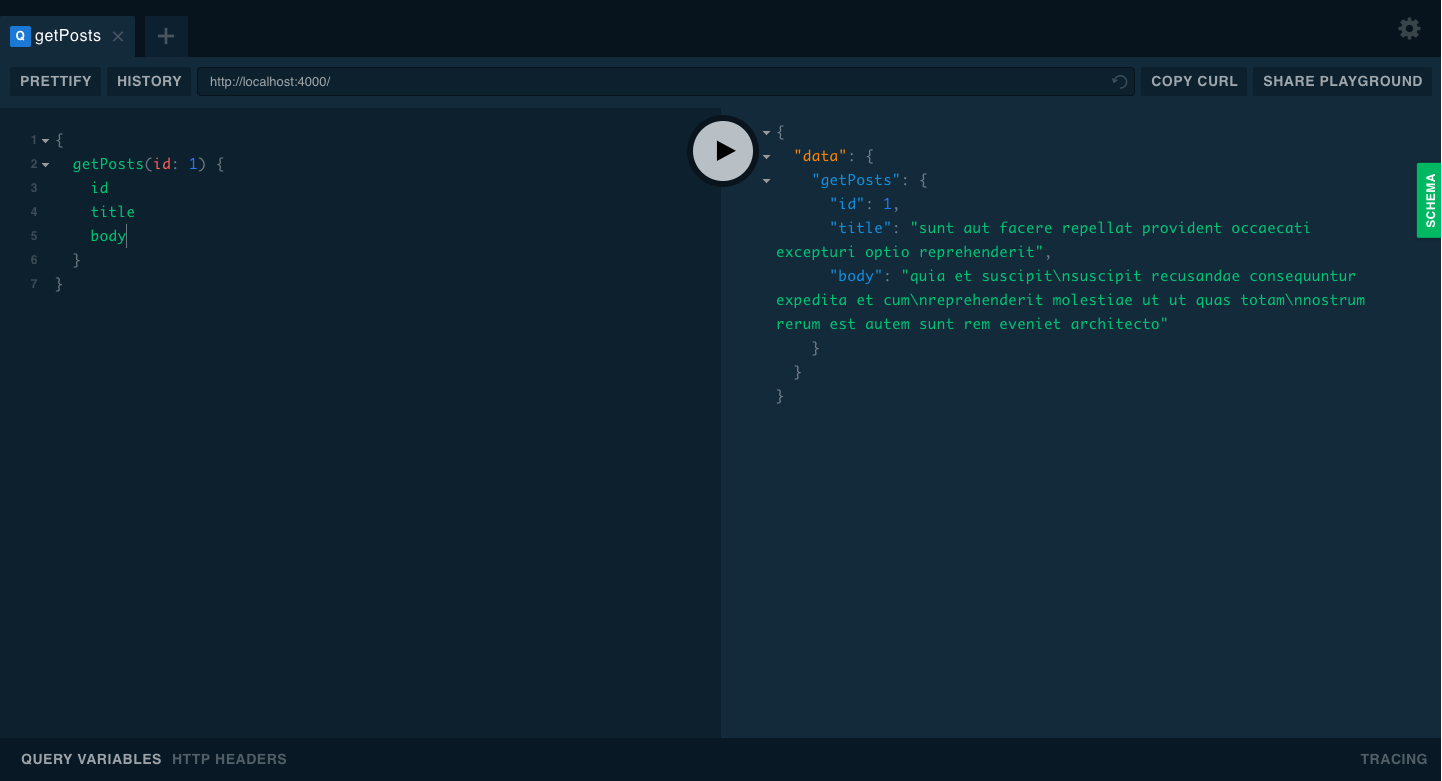 Q getPosts
PRETTIFY HISTORY http://localhost:4000/ COPY CURL SHARE PLAYGROUND
1 {
2 getPosts(id: 1) {
3 id
4 title
5 body
6 }
7 }
{
"data": {
"getPosts": {
"id": 1,
"title": "sunt aut facere repellat provident occaecati
excepturi optio reprehenderit",
"body": "quia et suscipit\nsuscipit recusandae consequuntur
expedita et cum\nreprehenderit molestiae ut ut quas totam\nnostrum
rerum est autem sunt rem eveniet architecto"
}
}
}
SCHEMA
QUERY VARIABLES HTTP HEADERS TRACING